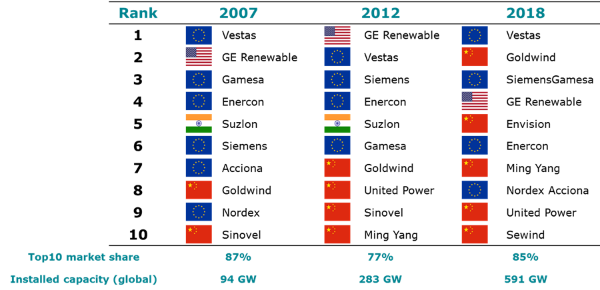 Rank 2007 2012 2018
1 Vestas GE Renewable Vestas
2 GE Renewable Vestas Goldwind
3 Gamesa Siemens SiemensGamesa
4 Enercon Enercon GE Renewable
5 Suzlon Suzlon Envision
6 Siemens Gamesa Enercon
7 Acciona Goldwind Ming Yang
8 Goldwind United Power Nordex Acciona
9 Nordex Sinovel United Power
10 Sinovel Ming Yang Sewind
Top10 market share 87% 77% 85%
Installed capacity (global) 94 GW 283 GW 591 GW